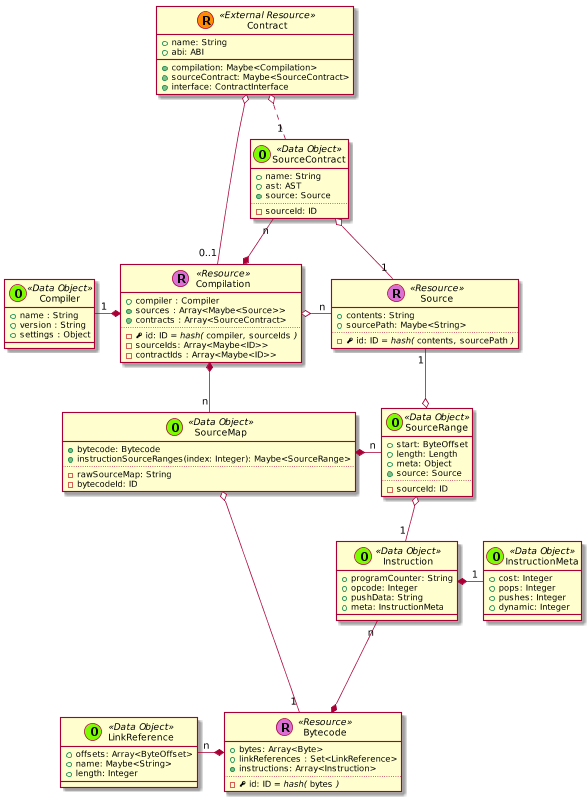 R «External Resource»
Contract
name: String
abi: ABI
compilation: Maybe<Compilation>
sourceContract: Maybe<SourceContract>
interface: ContractInterface
1
O «Data Object»
SourceContract
name: String
ast: AST
source: Source
sourceId: ID
n
0..1
1
R «Resource»
Compilation
compiler : Compiler
sources : Array<Maybe<Source>>
contracts : Array<SourceContract>
id: ID = hash( compiler, sourceIds )
sourceIds: Array<Maybe<ID>>
contractIds : Array<Maybe<ID>>
O «Data Object»
Compiler
name : String
version : String
settings : Object
1
n
R «Resource»
Source
contents: String
sourcePath: Maybe<String>
id: ID = hash( contents, sourcePath )
1
n
O «Data Object»
SourceMap
bytecode: Bytecode
instructionSourceRanges(index: Integer): Maybe<SourceRange>
rawSourceMap: String
bytecodeId: ID
n
O «Data Object»
SourceRange
start: ByteOffset
length: Length
meta: Object
source: Source
sourceId: ID
1
O «Data Object»
Instruction
programCounter: String
opcode: Integer
pushData: String
meta: InstructionMeta
1
O «Data Object»
InstructionMeta
cost: Integer
pops: Integer
pushes: Integer
dynamic: Integer
n
1
O «Data Object»
LinkReference
offsets: Array<ByteOffset>
name: Maybe<String>
length: Integer
n
R «Resource»
Bytecode
bytes: Array<Byte>
linkReferences : Set<LinkReference>
instructions: Array<Instruction>
id: ID = hash( bytes )